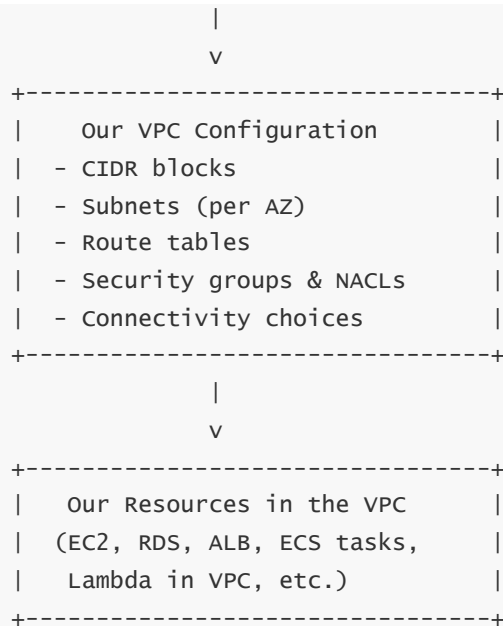 |
v
+---------------------------------+
|     Our VPC Configuration       |
|  - CIDR blocks                  |
|  - Subnets (per AZ)             |
|  - Route tables                 |
|  - Security groups & NACLs      |
|  - Connectivity choices         |
+---------------------------------+
|
v
+---------------------------------+
|    Our Resources in the VPC     |
|   (EC2, RDS, ALB, ECS tasks,    |
|    Lambda in VPC, etc.)         |
+---------------------------------+